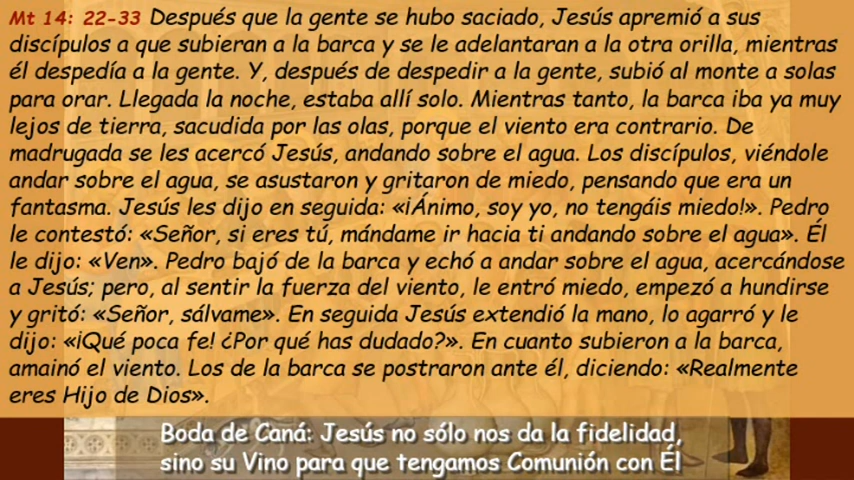 Mt 14: 22-33 Después que la gente se hubo saciado, Jesús apremió a sus
discípulos a que subieran a la barca y se le adelantaran a la otra orilla, mientras
él despedía a la gente. Y, después de despedir a la gente, subió al monte a solas
para orar. Llegada la noche, estaba allí solo. Mientras tanto, la barca iba ya muy
lejos de tierra, sacudida por las olas, porque el viento era contrario. De
madrugada se les acercó Jesús, andando sobre el agua. Los discípulos, viéndole
andar sobre el agua, se asustaron y gritaron de miedo, pensando que era un
fantasma. Jesús les dijo en seguida: «¡Ánimo, soy yo, no tengáis miedo!». Pedro
le contestó: «Señor, si eres tú, mándame ir hacia ti andando sobre el agua». Él
le dijo: «Ven». Pedro bajó de la barca y echó a andar sobre el agua, acercándose
a Jesús; pero, al sentir la fuerza del viento, le entró miedo, empezó a hundirse
y gritó: «Señor, sálvame». En seguida Jesús extendió la mano, lo agarró y le
dijo: «¡Qué poca fe! ¿Por qué has dudado?». En cuanto subieron a la barca,
amainó el viento. Los de la barca se postraron ante él, diciendo: «Realmente
eres Hijo de Dios».
Boda de Caná: Jesús no sólo nos da la fidelidad,
sino su Vino para que tengamos Comunión con Él